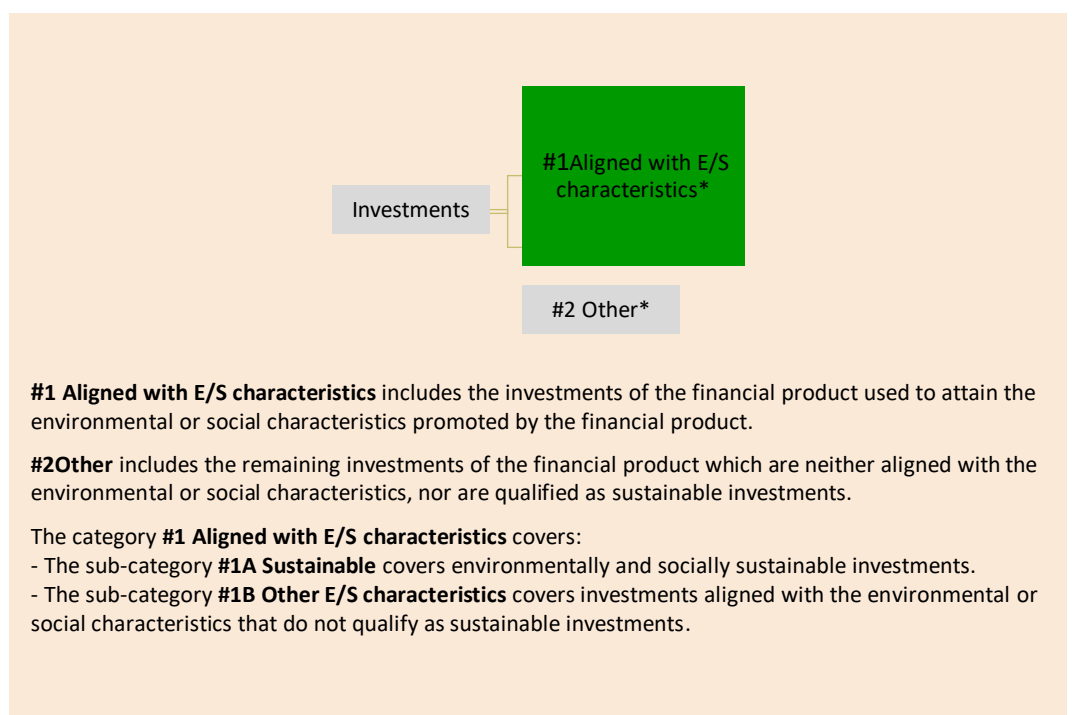 #1Aligned with E/S
characteristics*
Investments
#2 Other*
#1 Aligned with E/S characteristics includes the investments of the financial product used to attain the
environmental or social characteristics promoted by the financial product.
#2Other includes the remaining investments of the financial product which are neither aligned with the
environmental or social characteristics, nor are qualified as sustainable investments.
The category #1 Aligned with E/S characteristics covers:
- The sub-category #1A Sustainable covers environmentally and socially sustainable investments.
- The sub-category #1B Other E/S characteristics covers investments aligned with the environmental or
social characteristics that do not qualify as sustainable investments.